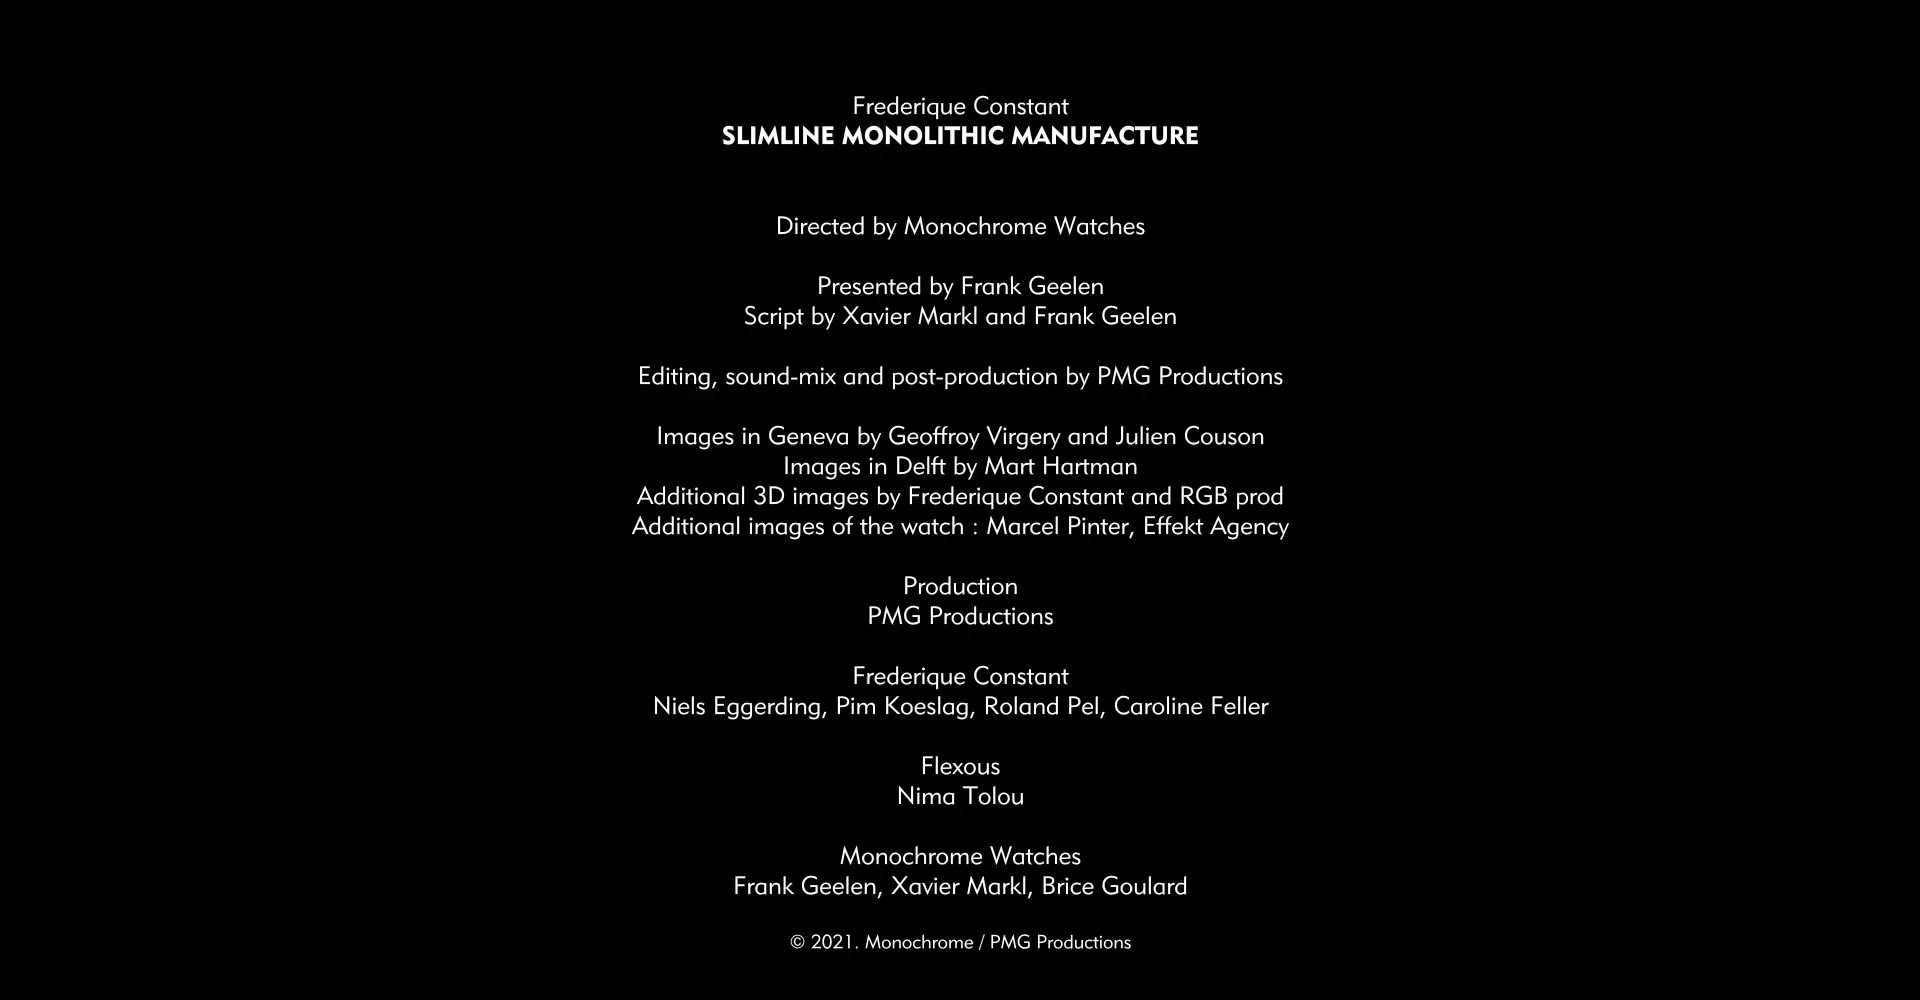 Frederique Constant
SLIMLINE MONOLITHIC MANUFACTURE
Directed by Monochrome Watches
Presented by Frank Geelen
Script by Xavier Markl and Frank Geelen
Editing, sound-mix and post-production by PMG Productions
Images in Geneva by Geoffroy Virgery and Julien Couson
Images in Delft by Mart Hartman
Additional 3D images by Frederique Constant and RGB prod
Additional images of the watch : Marcel Pinter, Effekt Agency
Production
PMG Productions
Frederique Constant
Niels Eggerding, Pim Koeslag, Roland Pel, Caroline Feller
Flexous
Nima Tolou
Monochrome Watches
Frank Geelen, Xavier Markl, Brice Goulard
© 2021. Monochrome / PMG Productions